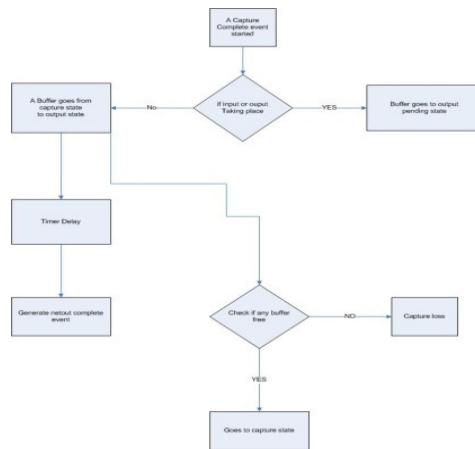 A Capture
Complete event
started
if input or ouput
Taking place
No
YES
A Buffer goes from
capture state
to output state
Buffer goes to output
pending state
Timer Delay
Generate netout complete
event
Check if any buffer
free
NO
Capture loss
YES
Goes to capture state